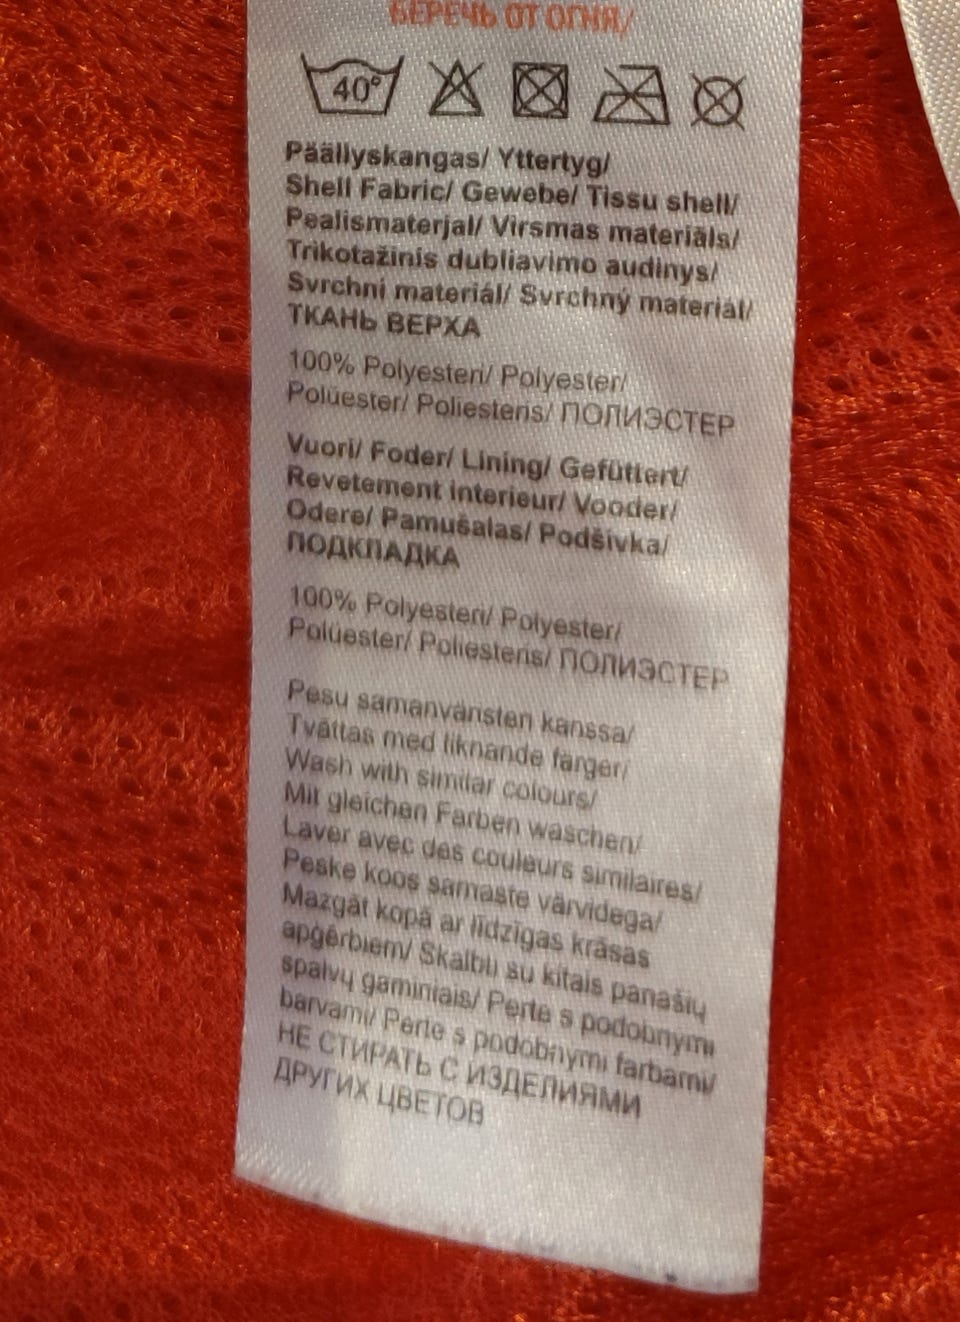 БЕРЕЧЬ ОТ ОГНЯ/
40°
Päällyskangas/ Yttertyg/
Shell Fabric/ Gewebe/ Tissu shell/
Pealismaterjal/ Virsmas materiāls/
Trikotažinis dubliavimo audinys/
Svrchní materiál/ Svrchný materiál/
ТКАНЬ ВЕРХА
100% Polyesteri/ Polyester/
Polüester/ Poliesteris/ ПОЛИЭСТЕР
Vuori/ Foder/ Lining/ Gefüttert/
Revetement interieur/ Vooder/
Odere/ Pamušalas/ Podšivka/
ПОДКЛАДКА
100% Polyesteri/ Polyester/
Polüester/ Poliesteris/ ПОЛИЭСТЕР
Pesu samanväristen kanssa/
Tvättas med liknande färger/
Wash with similar colours/
Mit gleichen Farben waschen/
Laver avec des couleurs similaires/
Peske koos samaste värvidega/
Mazgāt kopā ar līdzīgas krāsas
apģērbiem/ Skalbti su kitais panašių
spalvų gaminiais/ Perte s podobnymi
barvami/ Perte s podobnymi farbami/
НЕ СТИРАТЬ С ИЗДЕЛИЯМИ
ДРУГИХ ЦВЕТОВ